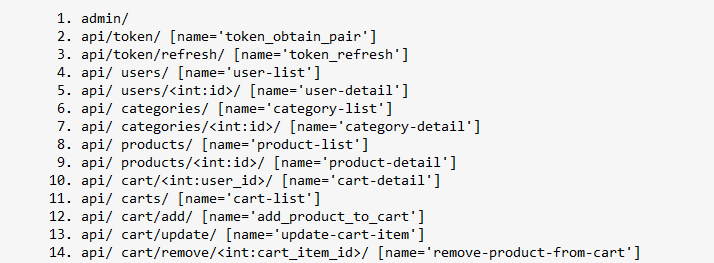 1. admin/
2. api/token/ [name='token_obtain_pair']
3. api/token/refresh/ [name='token_refresh']
4. api/ users/ [name='user-list']
5. api/ users/<int:id>/ [name='user-detail']
6. api/ categories/ [name='category-list']
7. api/ categories/<int:id>/ [name='category-detail']
8. api/ products/ [name='product-list']
9. api/ products/<int:id>/ [name='product-detail']
10. api/ cart/<int:user_id>/ [name='cart-detail']
11. api/ carts/ [name='cart-list']
12. api/ cart/add/ [name='add_product_to_cart']
13. api/ cart/update/ [name='update-cart-item']
14. api/ cart/remove/<int:cart_item_id>/ [name='remove-product-from-cart']